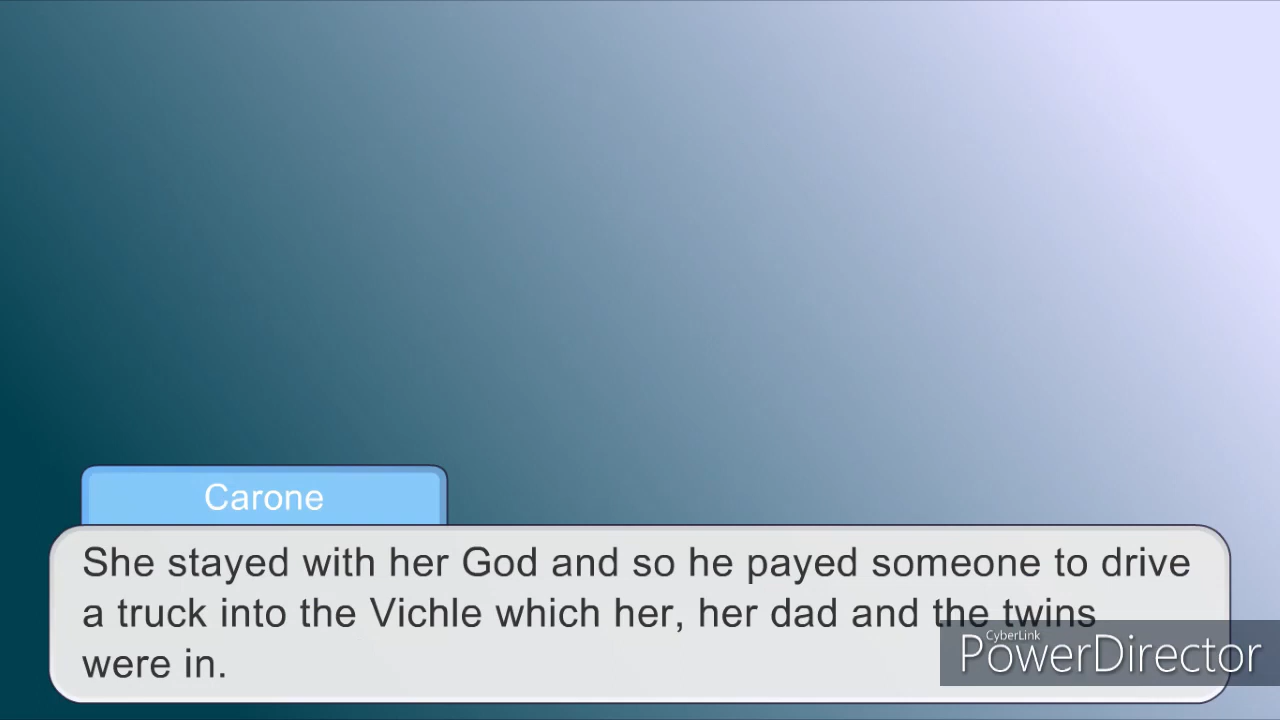 Carone
She stayed with her God and so he payed someone to drive
a truck into the Vichle which her, her dad and the twins
were in.
CyberLink
PowerDirector